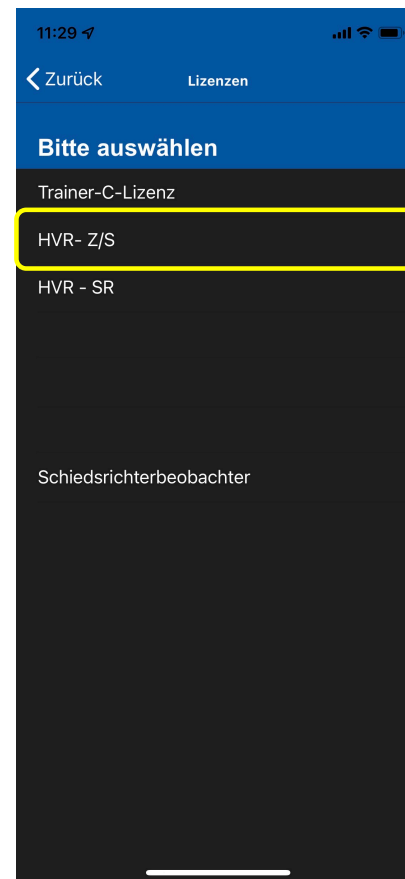 11:29
Zurück
Lizenzen
Bitte auswählen
Trainer-C-Lizenz
HVR- Z/S
HVR - SR
Schiedsrichterbeobachter